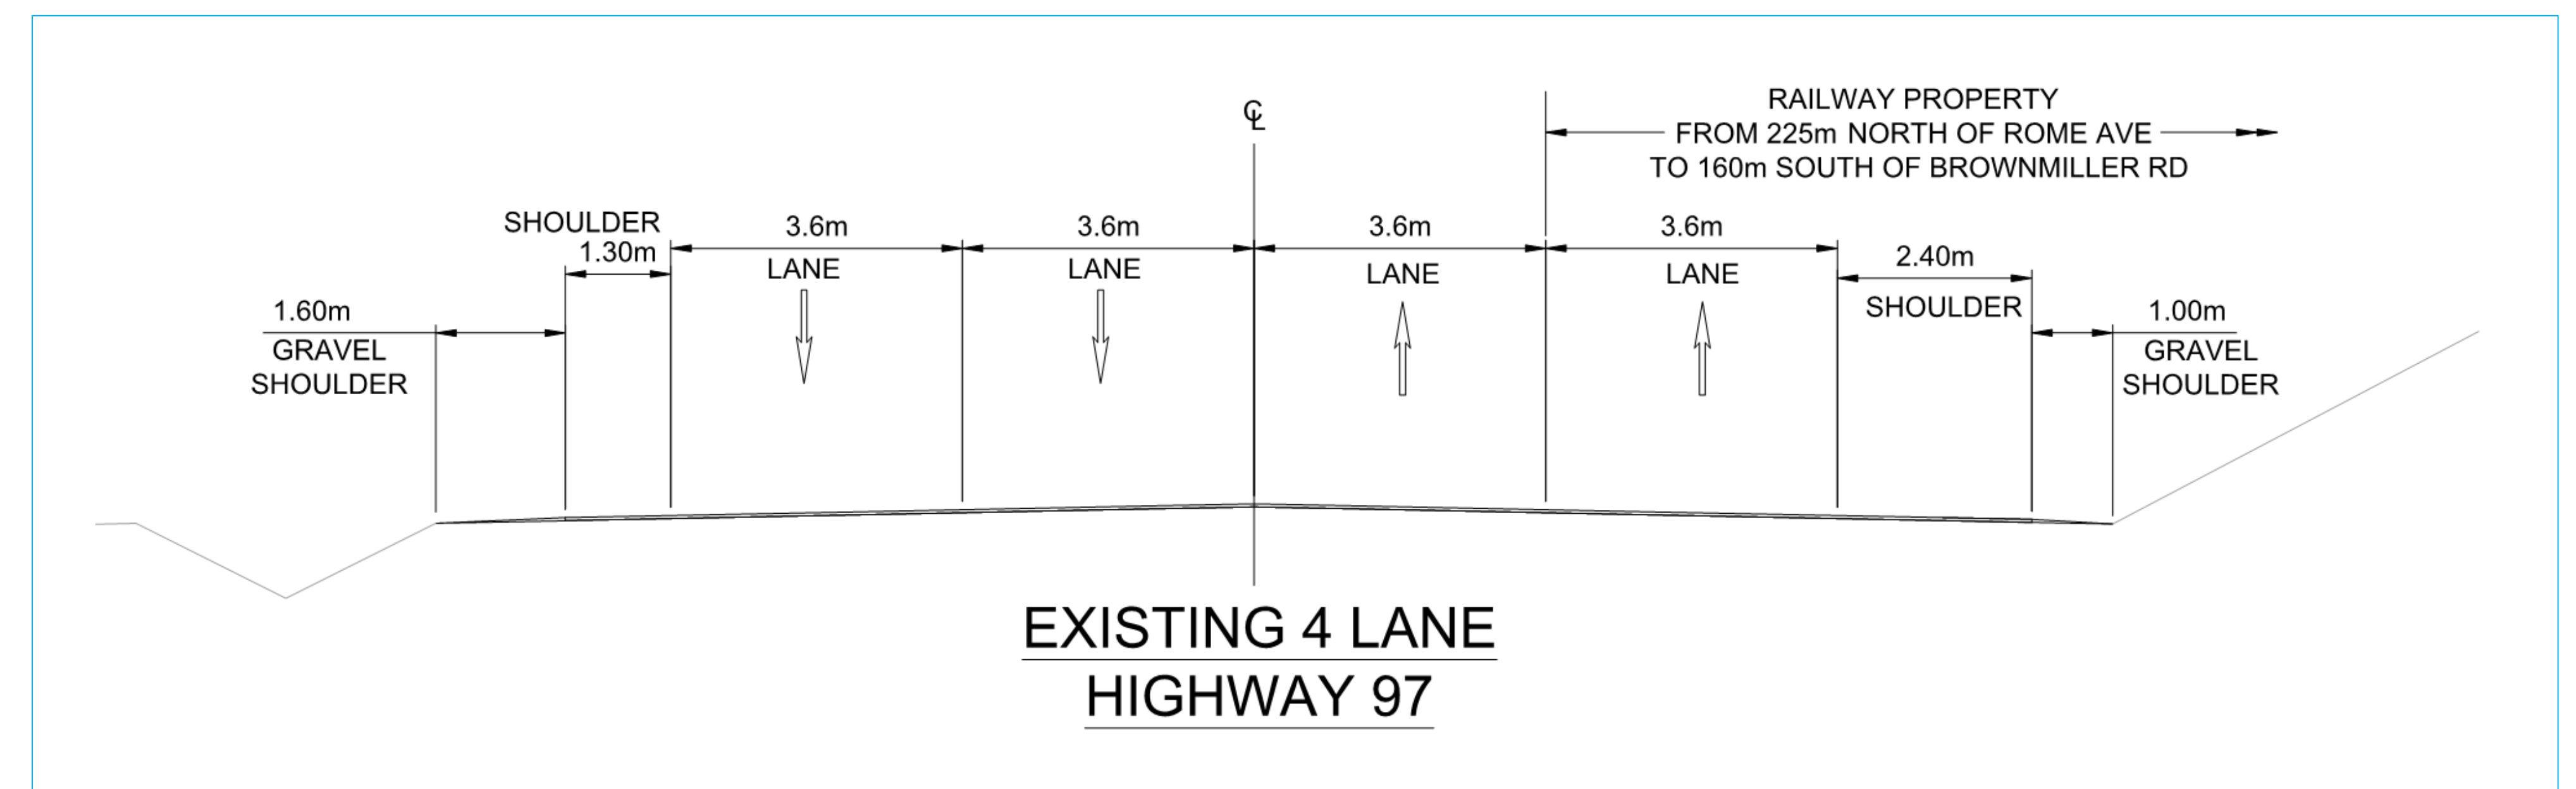 ℄
RAILWAY PROPERTY
FROM 225m NORTH OF ROME AVE
TO 160m SOUTH OF BROWNMILLER RD
SHOULDER
1.30m
3.6m
LANE
3.6m
LANE
3.6m
LANE
3.6m
LANE
2.40m
SHOULDER
1.60m
GRAVEL
SHOULDER
1.00m
GRAVEL
SHOULDER
EXISTING 4 LANE
HIGHWAY 97